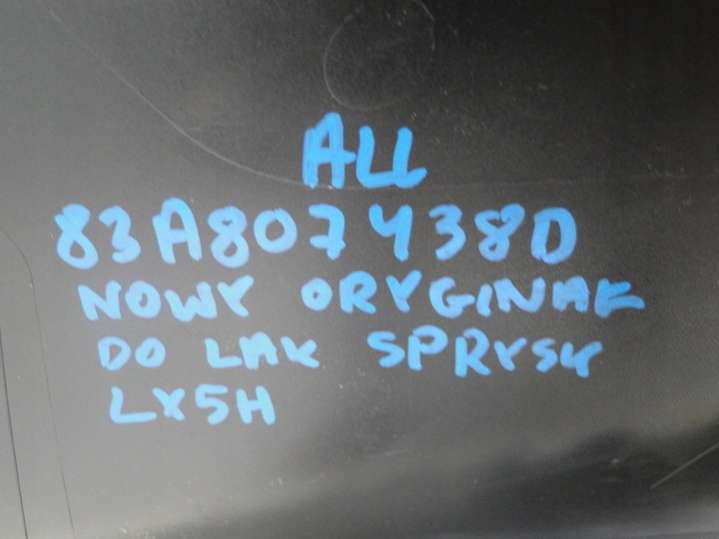 ALL
83A807438D
NOWY ORYGINAŁ
DO LAK SPRYSK
LX5H